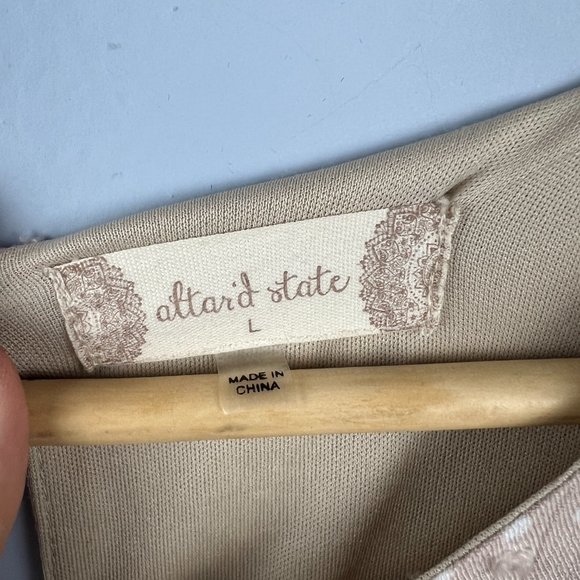 altar'd state
L
MADE IN
CHINA